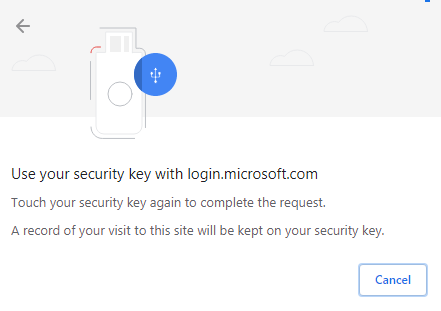 Use your security key with login.microsoft.com
Touch your security key again to complete the request.
A record of your visit to this site will be kept on your security key.
Cancel